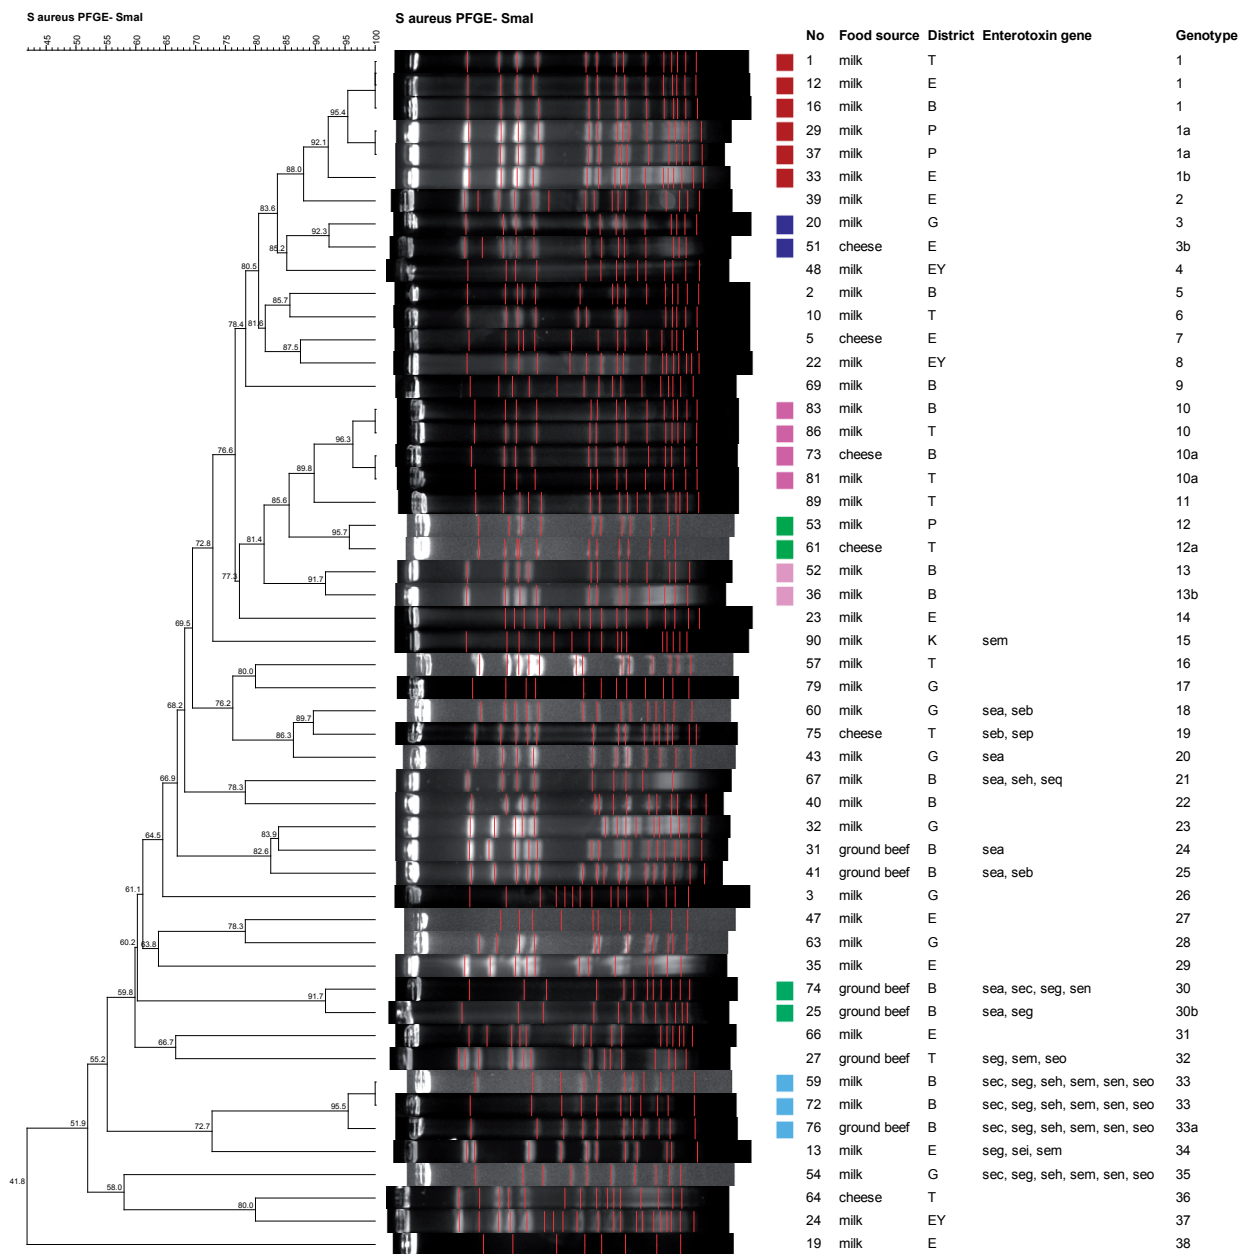 S aureus PFGE- SmaI
S aureus PFGE- SmaI
45 50 55 60 65 70 75 80 85 90 95 100
No Food source District Enterotoxin gene Genotype
1 milk T 1
12 milk E 1
16 milk B 1
29 milk P 1a
37 milk P 1a
33 milk E 1b
39 milk E 2
20 milk G 3
51 cheese E 3b
48 milk EY 4
2 milk B 5
10 milk T 6
5 cheese E 7
22 milk EY 8
69 milk B 9
83 milk B 10
86 milk T 10
73 cheese B 10a
81 milk T 10a
89 milk T 11
53 milk P 12
61 cheese T 12a
52 milk B 13
36 milk B 13b
23 milk E 14
90 milk K sem 15
57 milk T 16
79 milk G 17
60 milk G sea, seb 18
75 cheese T seb, sep 19
43 milk G sea 20
67 milk B sea, seh, seq 21
40 milk B 22
32 milk G 23
31 ground beef B sea 24
41 ground beef B sea, seb 25
3 milk G 26
47 milk E 27
63 milk G 28
35 milk E 29
74 ground beef B sea, sec, seg, sen 30
25 ground beef B sea, seg 30b
66 milk E 31
27 ground beef T seg, sem, seo 32
59 milk B sec, seg, seh, sem, sen, seo 33
72 milk B sec, seg, seh, sem, sen, seo 33
76 ground beef B sec, seg, seh, sem, sen, seo 33a
13 milk E seg, sei, sem 34
54 milk G sec, seg, seh, sem, sen, seo 35
64 cheese T 36
24 milk EY 37
19 milk E 38
95.4
92.1
88.0
83.6
92.3
85.2
80.5
85.7
78.4
81.6
87.5
76.6
96.3
89.8
85.6
95.7
81.4
72.8
77.3
91.7
69.5
80.0
76.2
68.2
89.7
86.3
66.9
78.3
64.5
83.9
82.6
61.1
78.3
60.2
63.8
59.8
91.7
66.7
55.2
95.5
72.7
51.9
41.8
58.0
80.0